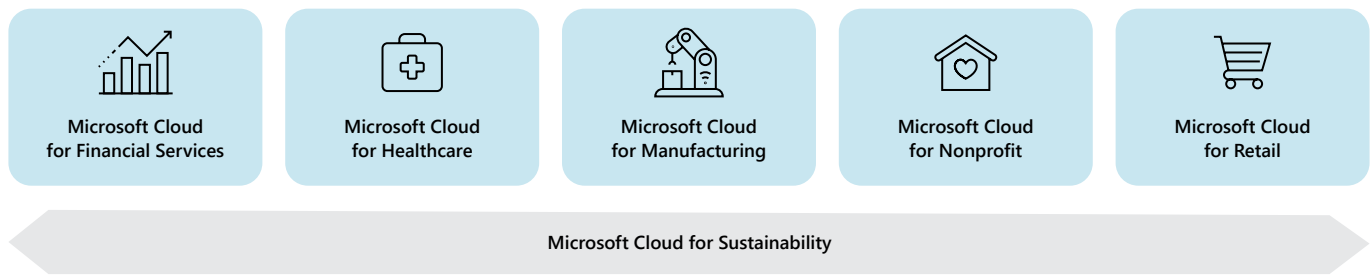 Microsoft Cloud
for Financial Services
Microsoft Cloud
for Healthcare
Microsoft Cloud
for Manufacturing
Microsoft Cloud
for Nonprofit
Microsoft Cloud
for Retail
Microsoft Cloud for Sustainability